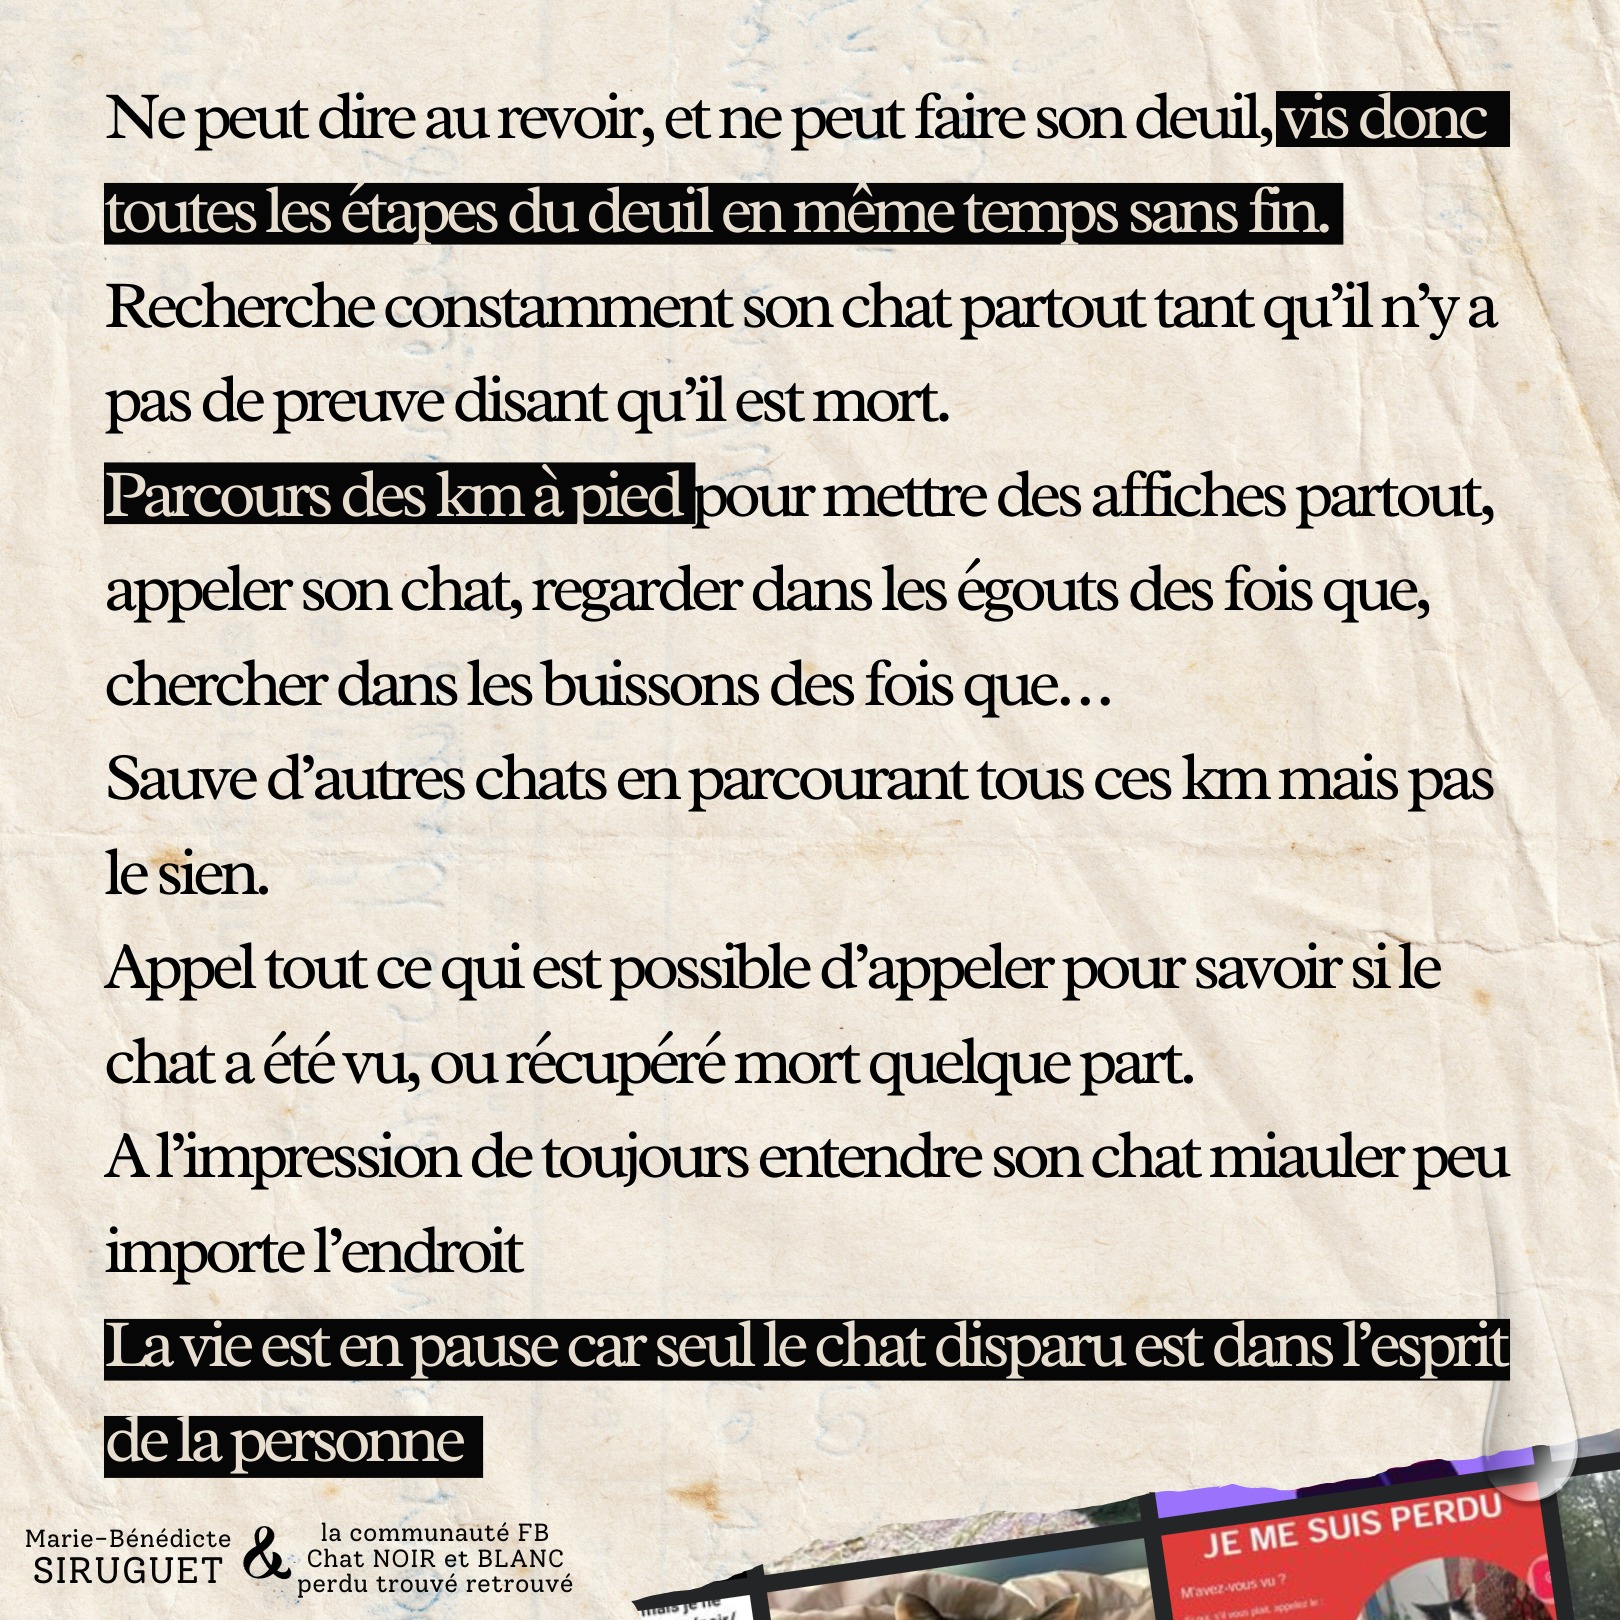 Ne peut dire au revoir, et ne peut faire son deuil, vis donc
toutes les étapes du deuil en même temps sans fin.
Recherche constamment son chat partout tant qu’il n’y a
pas de preuve disant qu’il est mort.
Parcours des km à pied pour mettre des affiches partout,
appeler son chat, regarder dans les égouts des fois que,
chercher dans les buissons des fois que…
Sauve d’autres chats en parcourant tous ces km mais pas
le sien.
Appel tout ce qui est possible d’appeler pour savoir si le
chat a été vu, ou récupéré mort quelque part.
A l’impression de toujours entendre son chat miauler peu
importe l’endroit
La vie est en pause car seul le chat disparu est dans l’esprit
de la personne
Marie-Bénédicte
SIRUGUET
&
la communauté FB
Chat NOIR et BLANC
perdu trouvé retrouvé
JE ME SUIS PERDU
M'avez-vous vu ?
mais je ne